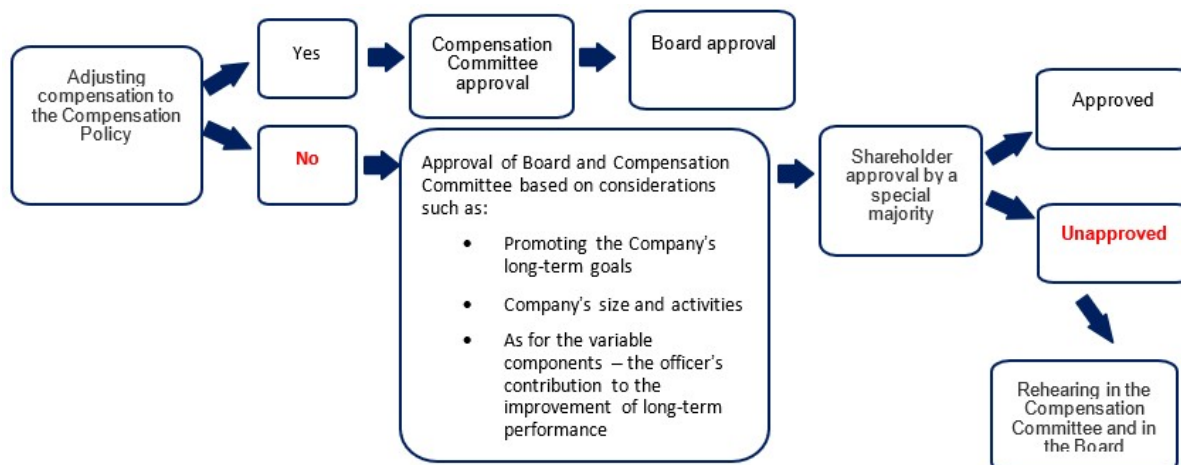 Adjusting
compensation to
the Compensation
Policy
Yes
Compensation
Committee
approval
Board approval
No
Approval of Board and Compensation
Committee based on considerations
such as:
• Promoting the Company's
long-term goals
• Company's size and activities
• As for the variable
components – the officer's
contribution to the
improvement of long-term
performance
Shareholder
approval by a
special
majority
Approved
Unapproved
Rehearing in the
Compensation
Committee and in
the Board